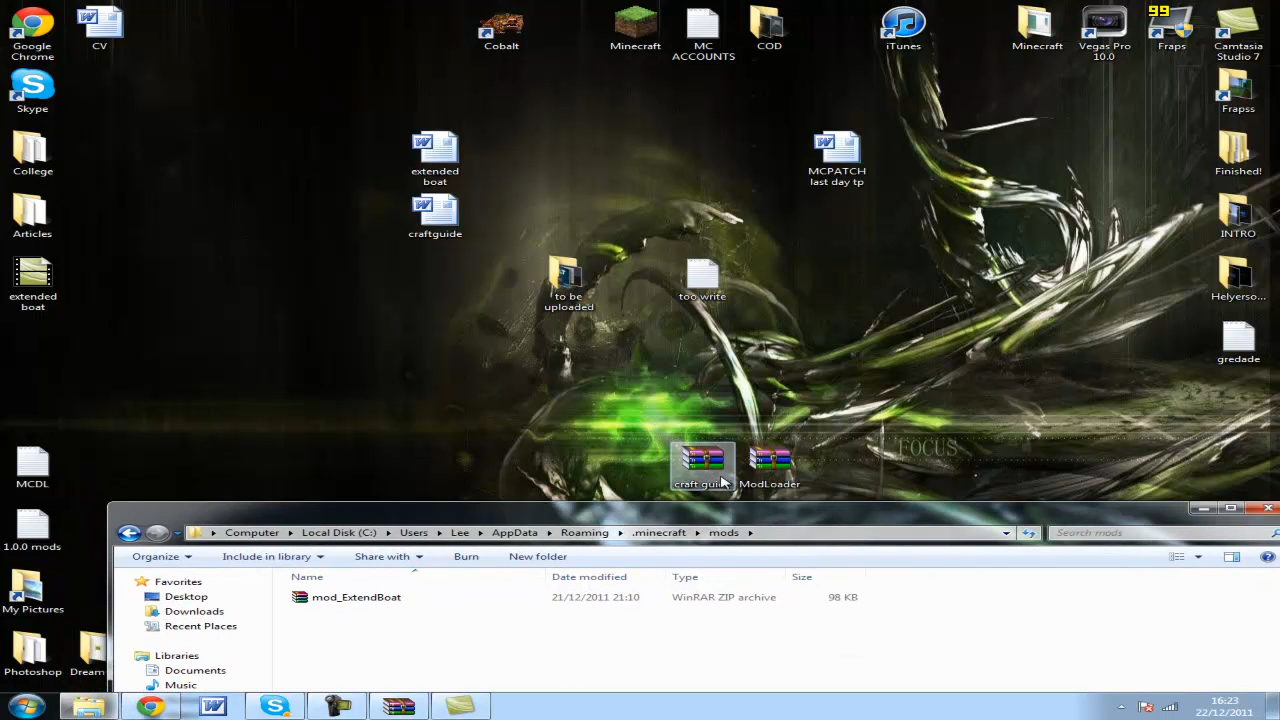 99
Google
Chrome
CV
Cobalt
Minecraft
MC
ACCOUNTS
COD
iTunes
Minecraft
Vegas Pro
10.0
Fraps
Camtasia
Studio 7
Skype
Frapss
College
extended
boat
MCPATCH
last day tp
Finished!
Articles
craftguide
INTRO
extended
boat
to be
uploaded
too write
Helyerso...
gredade
FOCUS
MCDL
craft guide
ModLoader
1.0.0 mods
Computer
Local Disk (C:)
Users
Lee
AppData
Roaming
.minecraft
mods
Search mods
Organize
Include in library
Share with
Burn
New folder
Name
Date modified
Type
Size
Favorites
Desktop
Downloads
Recent Places
Libraries
Documents
Music
mod_ExtendBoat
21/12/2011 21:10
WinRAR ZIP archive
98 KB
My Pictures
Photoshop
Dream
16:23
22/12/2011